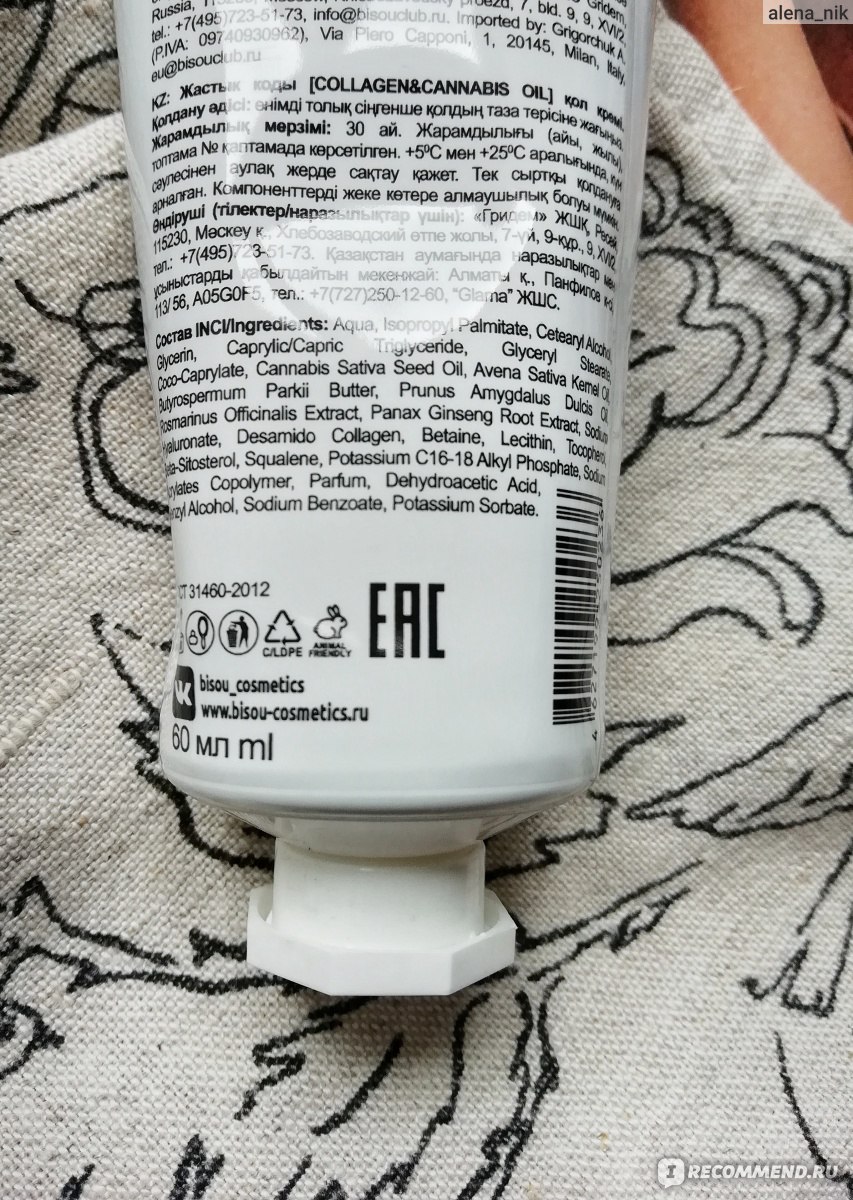 alena_nik
Russia, Moscow, proezd, 7, bld. 9, 9, XVI/2,
tel.: +7(495)723-51-73, info@bisouclub.ru. Imported by: Grigorchuk A.
(P.IVA: 09740930962), Via Piero Capponi, 1, 20145, Milan, Italy,
eu@bisouclub.ru
KZ: Жастық коды [COLLAGEN&CANNABIS OIL] қол кремі.
Қолдану әдісі: өнімді толық сіңгенше қолдың таза терісіне жағыңыз.
Жарамдылық мерзімі: 30 ай. Жарамдылығы (айы, жылы),
топтама № қаптамада көрсетілген. +5ºC мен +25ºC аралығында, күн
сәулесінен аулақ жерде сақтау қажет. Тек сыртқы қолдануға
арналған. Компоненттерді жеке көтере алмаушылық болуы мүмкін.
Өндіруші (тілектер/наразылықтар үшін): «Гридем» ЖШҚ, Ресей,
115230, Мәскеу қ., Хлебозаводский өтпе жолы, 7-үй, 9-құр., 9, XVI/2,
тел.: +7(495)723-51-73. Қазақстан аумағында наразылықтар мен
ұсыныстарды қабылдайтын мекенжай: Алматы қ., Панфилов к-сі,
113/ 56, A05G0F5, тел.: +7(727)250-12-60, “Glama” ЖШС.
Состав INCI/Ingredients: Aqua, Isopropyl Palmitate, Cetearyl Alcohol,
Glycerin, Caprylic/Capric Triglyceride, Glyceryl Stearate,
Coco-Caprylate, Cannabis Sativa Seed Oil, Avena Sativa Kernel Oil,
Butyrospermum Parkii Butter, Prunus Amygdalus Dulcis Oil,
Rosmarinus Officinalis Extract, Panax Ginseng Root Extract, Sodium
Hyaluronate, Desamido Collagen, Betaine, Lecithin, Tocopherol,
Beta-Sitosterol, Squalene, Potassium C16-18 Alkyl Phosphate, Sodium
Copolymer, Parfum, Dehydroacetic Acid,
Alcohol, Sodium Benzoate, Potassium Sorbate.
31460-2012
C/LDPE
ANIMAL FRIENDLY
EAC
bisou_cosmetics
www.bisou-cosmetics.ru
60 мл ml
IRECOMMEND.RU